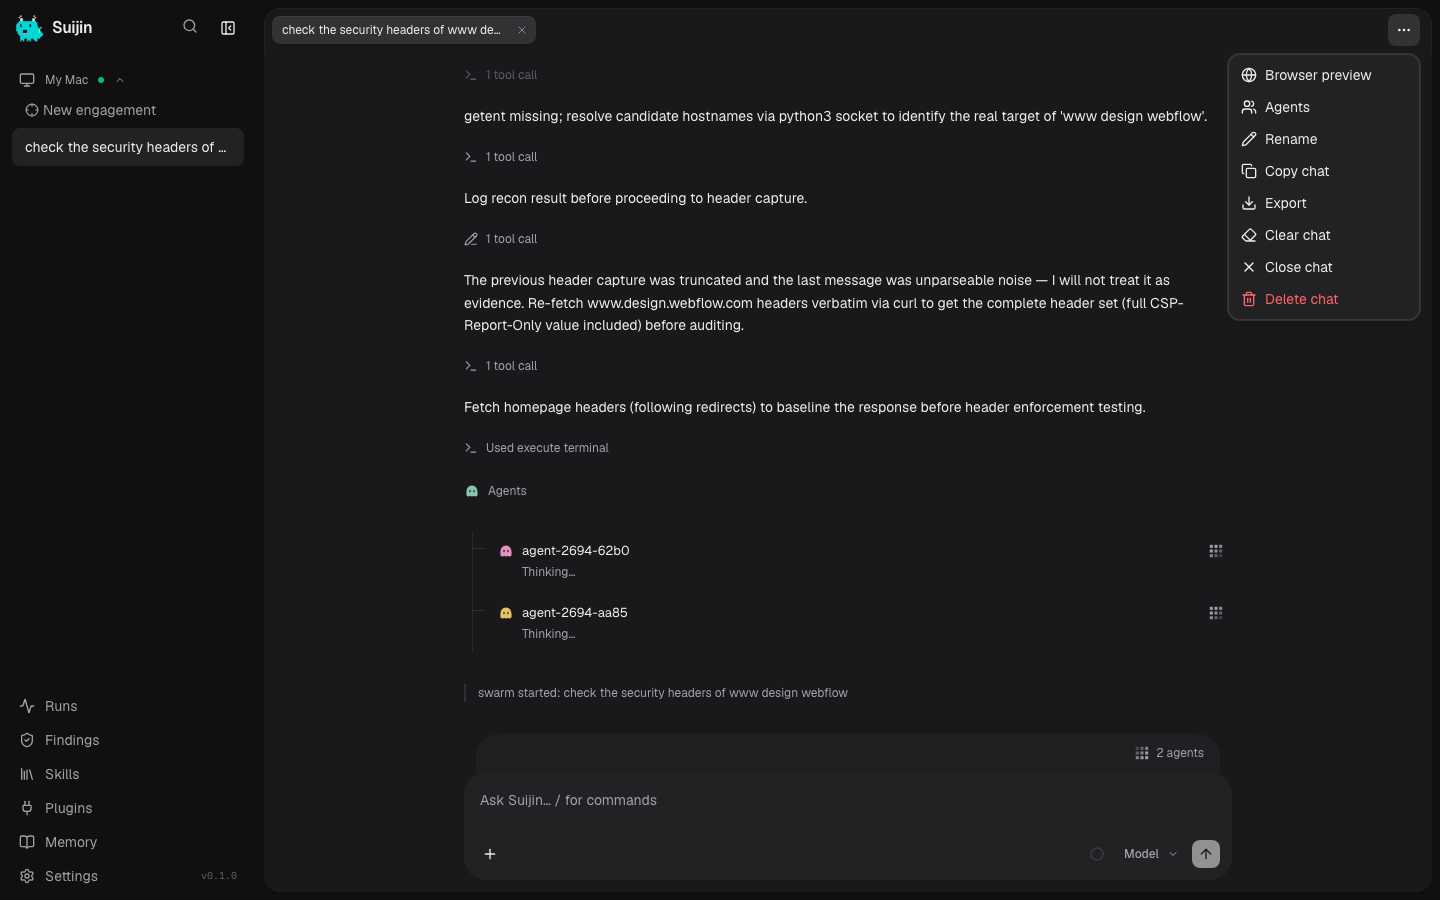 Suijin
My Mac
New engagement
check the security headers of ...
Runs
Findings
Skills
Plugins
Memory
Settings
v0.1.0
check the security headers of www de...
1 tool call
getent missing; resolve candidate hostnames via python3 socket to identify the real target of 'www design webflow'.
1 tool call
Log recon result before proceeding to header capture.
1 tool call
The previous header capture was truncated and the last message was unparseable noise — I will not treat it as
evidence. Re-fetch www.design.webflow.com headers verbatim via curl to get the complete header set (full CSP-
Report-Only value included) before auditing.
1 tool call
Fetch homepage headers (following redirects) to baseline the response before header enforcement testing.
Used execute terminal
Agents
agent-2694-62b0
Thinking...
agent-2694-aa85
Thinking...
swarm started: check the security headers of www design webflow
2 agents
Ask Suijin... / for commands
Model
Browser preview
Agents
Rename
Copy chat
Export
Clear chat
Close chat
Delete chat